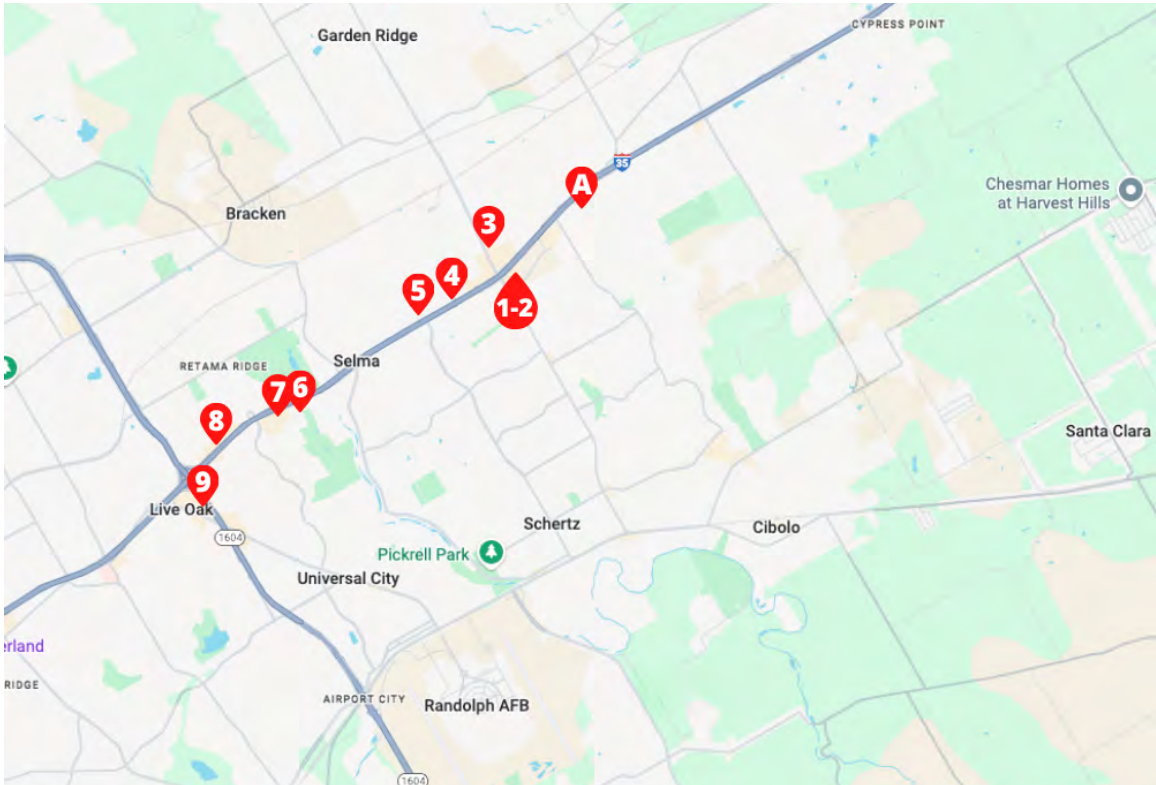 CYPRESS POINT
Garden Ridge
35
A
Chesmar Homes
at Harvest Hills
Bracken
3
4
5
1-2
Selma
RETAMA RIDGE
7
6
8
Santa Clara
9
Live Oak
1604
Schertz
Cibolo
Pickrell Park
Universal City
erland
RIDGE
AIRPORT CITY
Randolph AFB
1604